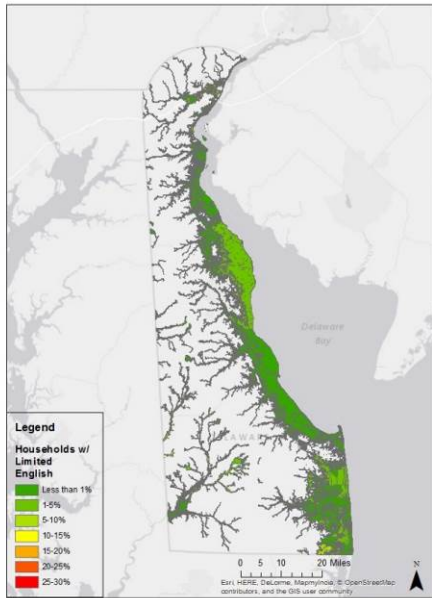 Delaware
Bay
Legend
Households w/
Limited
English
Less than 1%
1-5%
5-10%
10-15%
15-20%
20-25%
25-30%
0 5 10 20 Miles
N
Esri, HERE, DeLorme, MapmyIndia, © OpenStreetMap
contributors, and the GIS user community